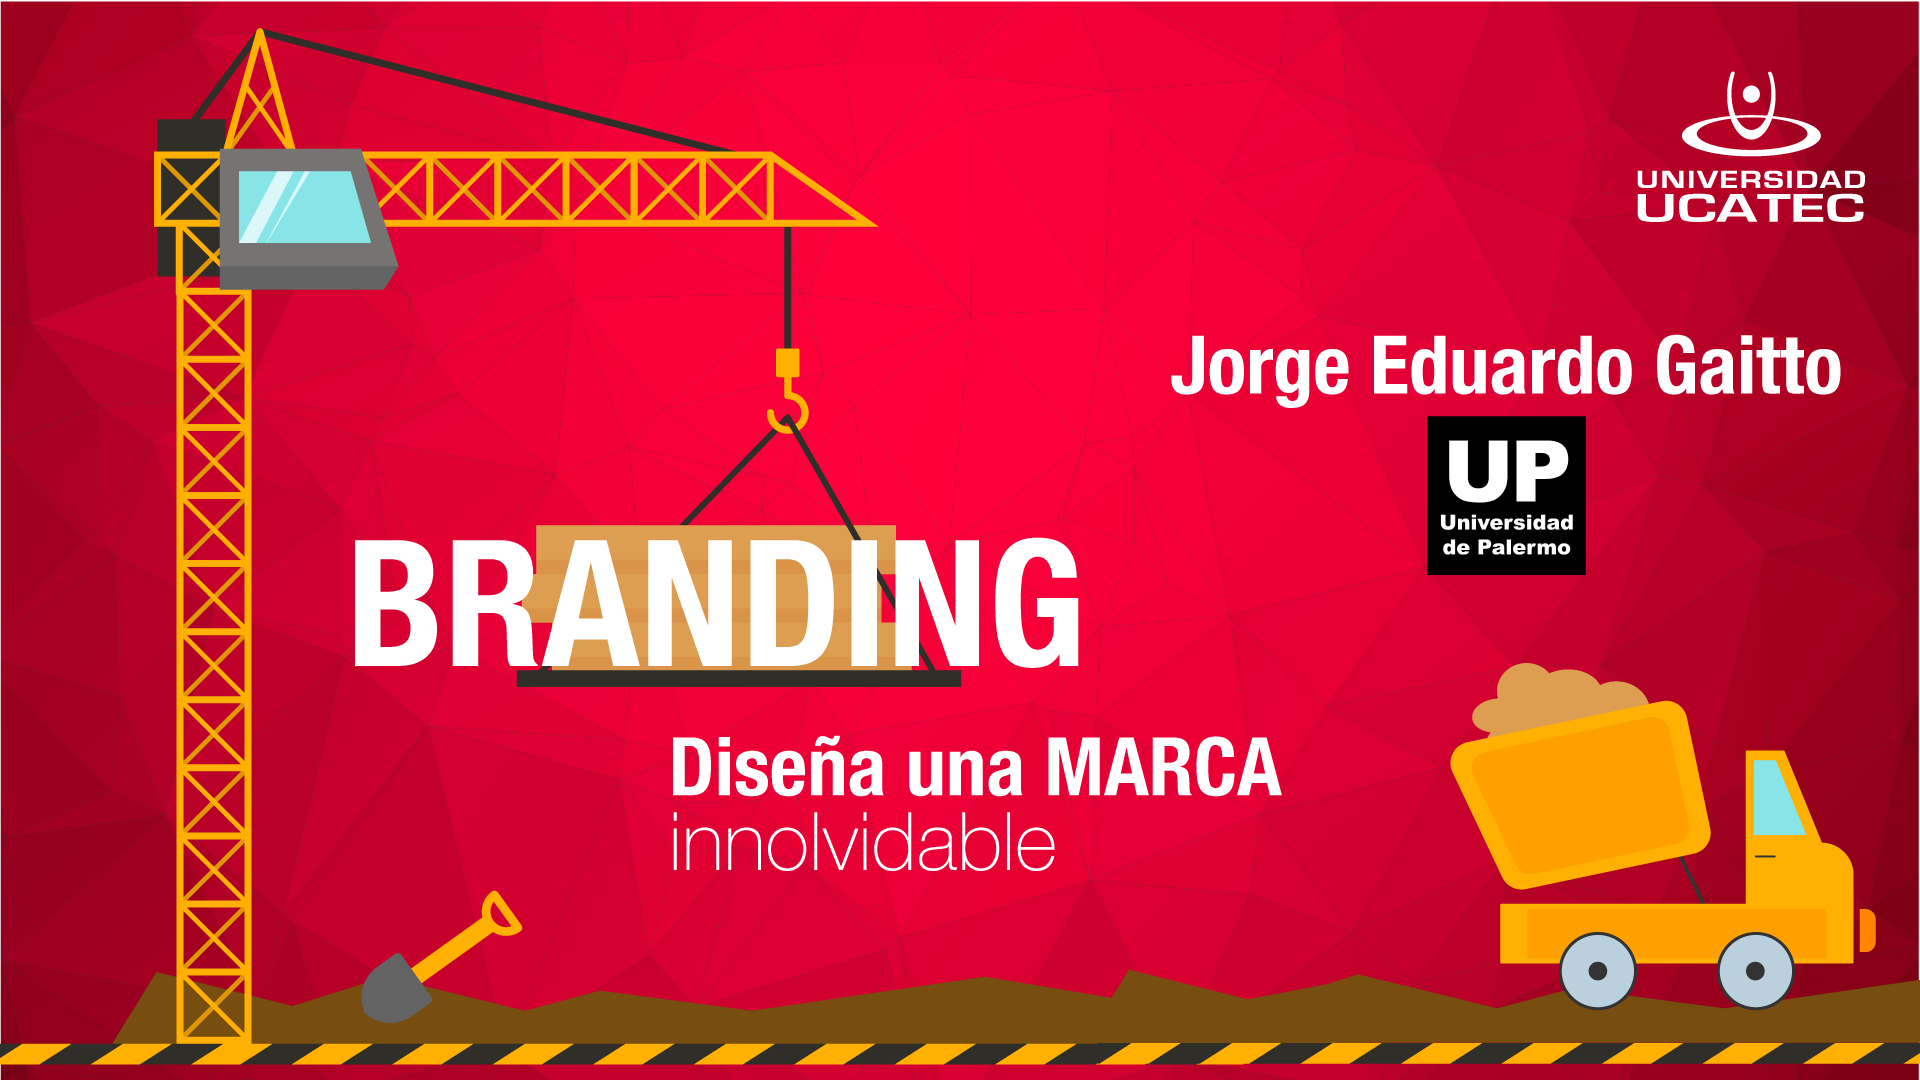 UNIVERSIDAD
UCATEC
Jorge Eduardo Gaitto
UP
Universidad
de Palermo
BRANDING
Diseña una MARCA
innolvidable